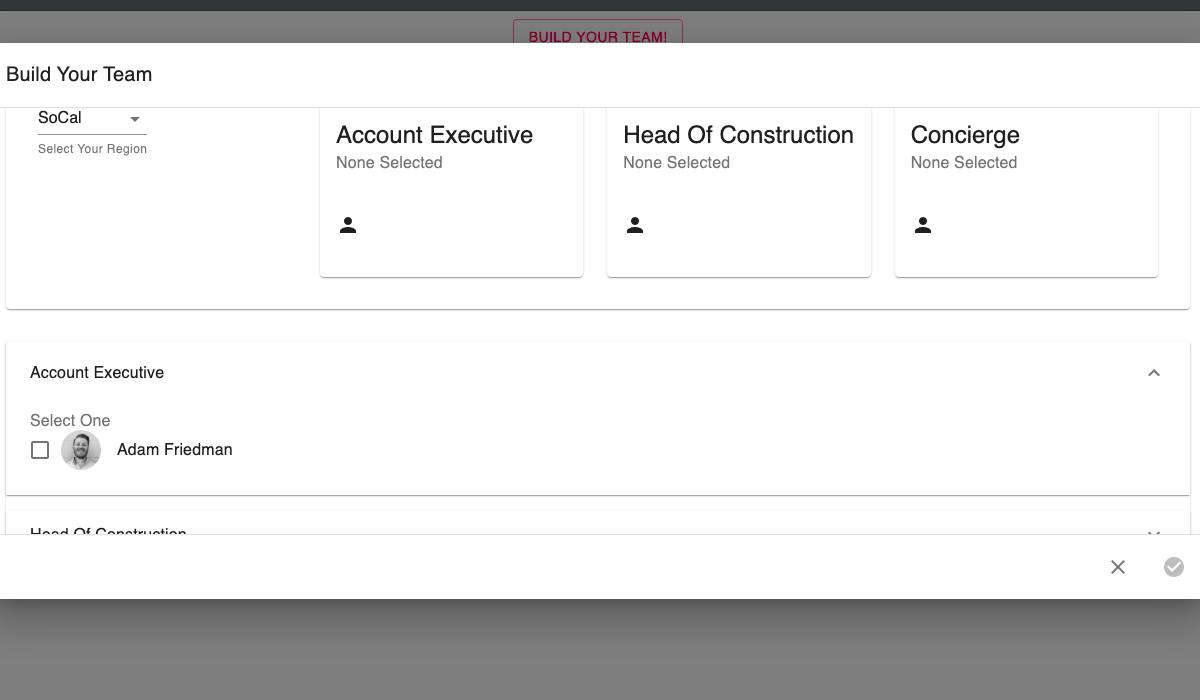 BUILD YOUR TEAM!
Build Your Team
SoCal
Select Your Region
Account Executive
None Selected
Head Of Construction
None Selected
Concierge
None Selected
Account Executive
Select One
Adam Friedman
Head Of Construction